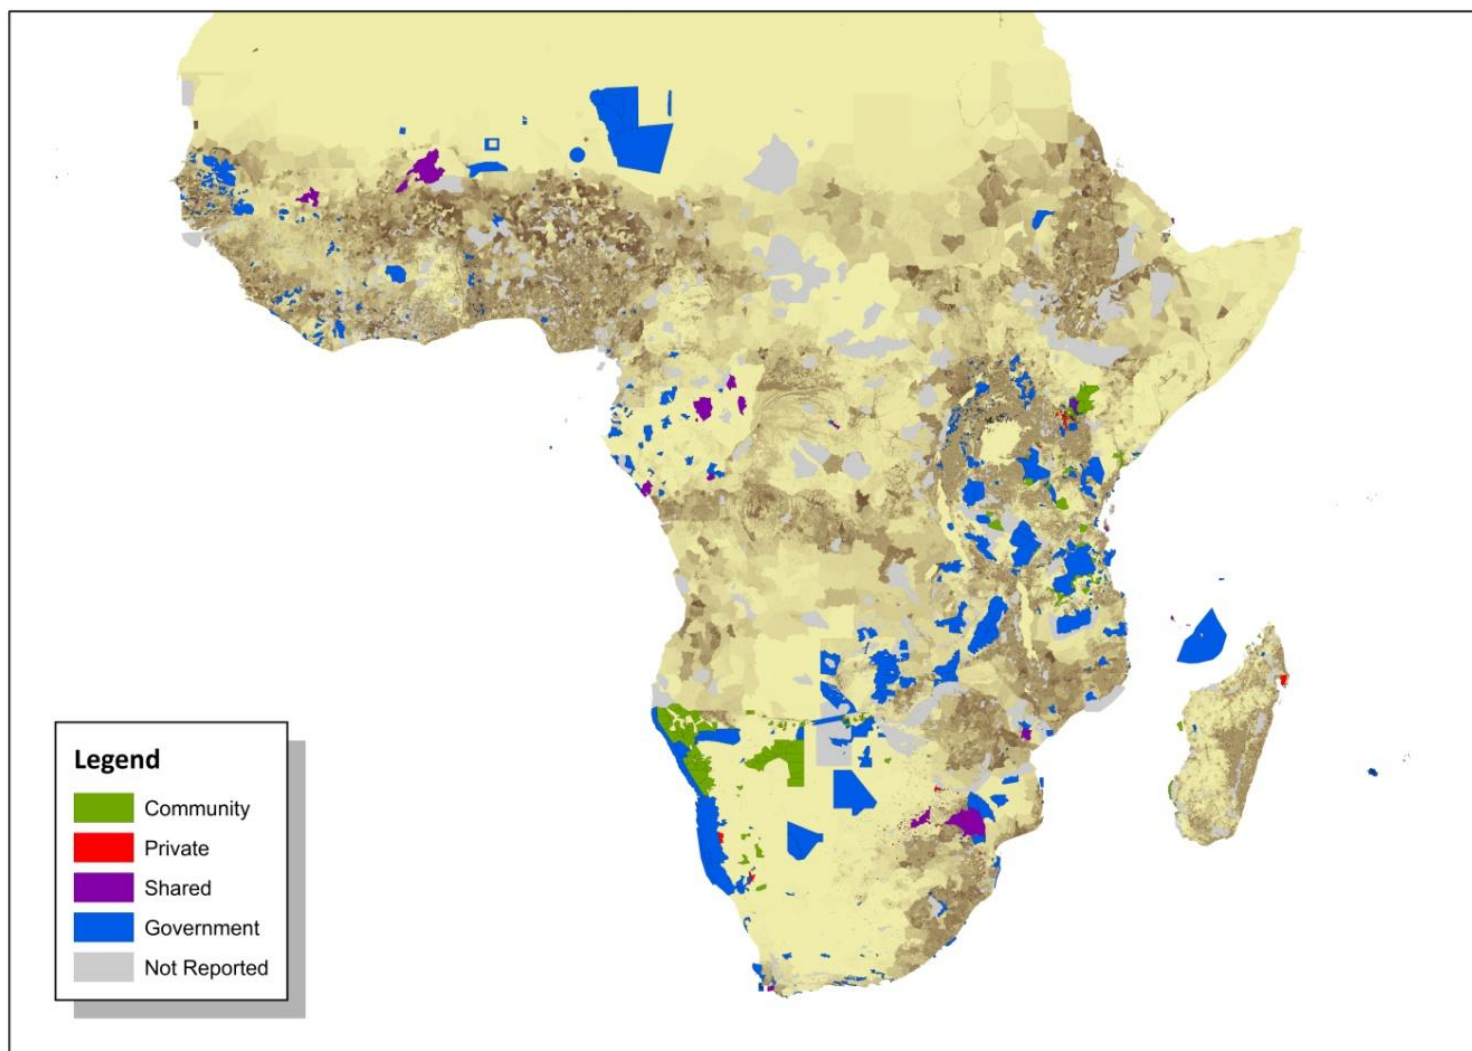 Legend
Community
Private
Shared
Government
Not Reported